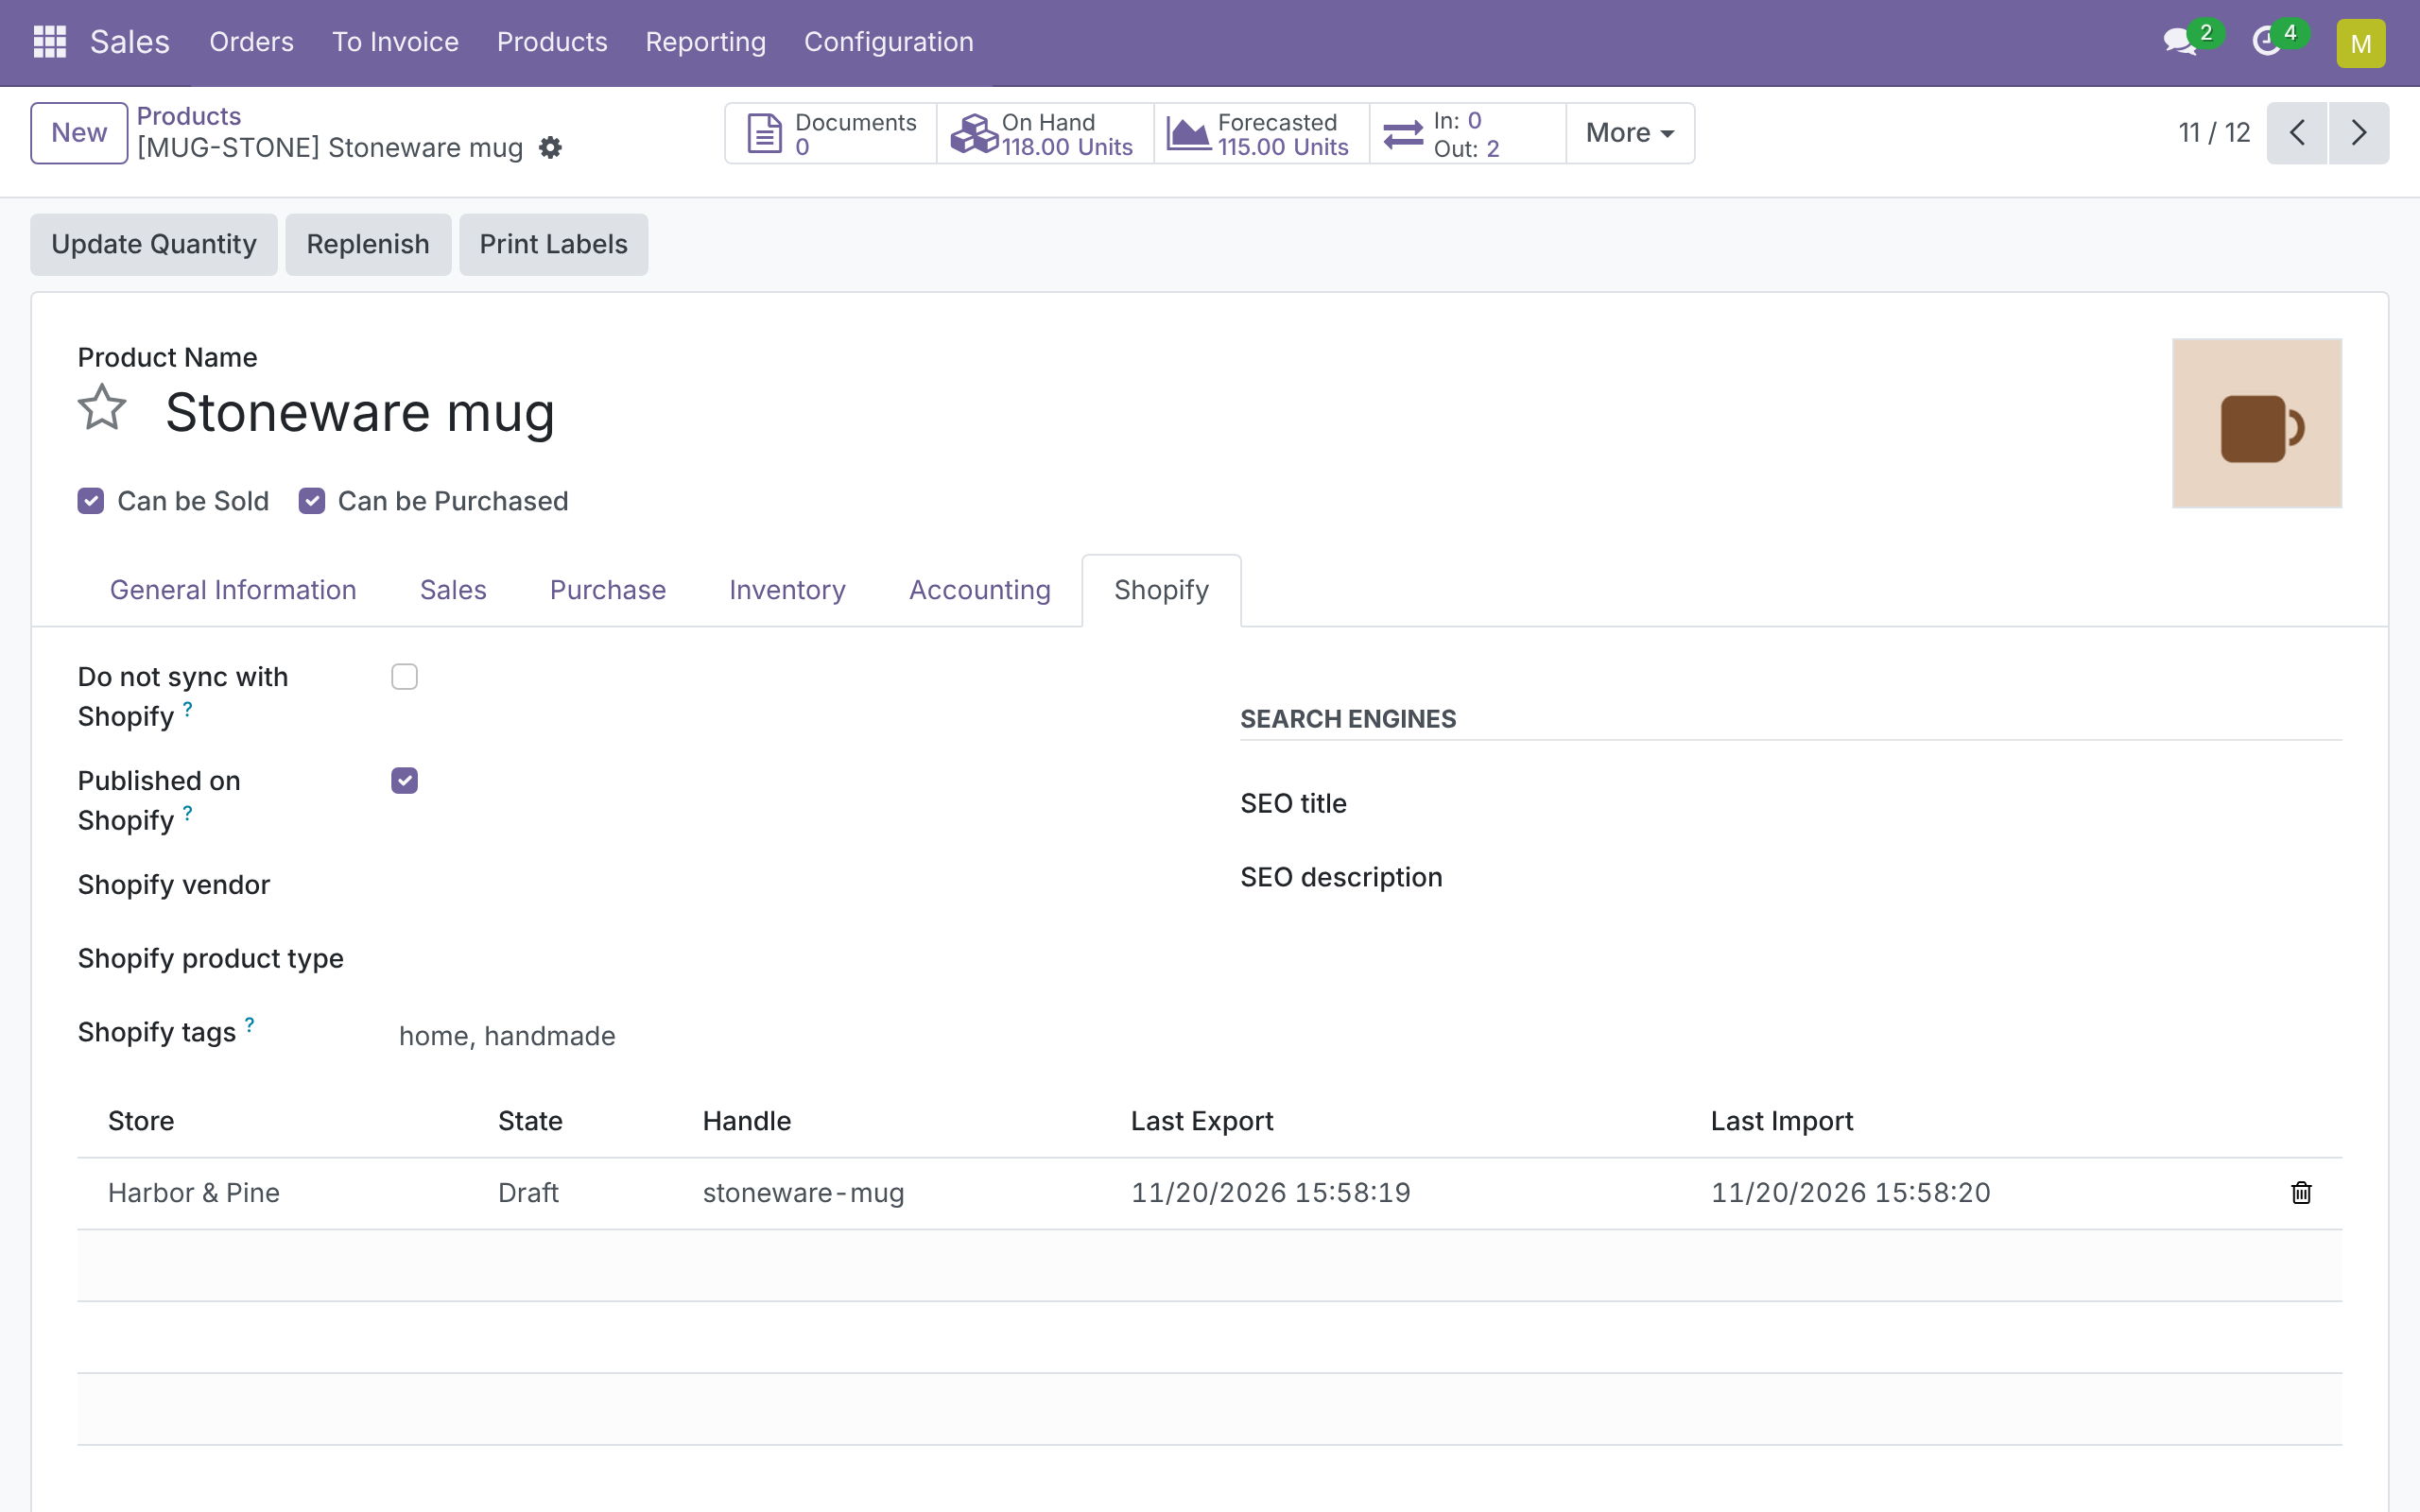 Sales Orders To Invoice Products Reporting Configuration 2 4 M
New
Products
[MUG-STONE] Stoneware mug
Documents
0
On Hand
118.00 Units
Forecasted
115.00 Units
In: 0
Out: 2
More
11 / 12
Update Quantity Replenish Print Labels
Product Name
Stoneware mug
Can be Sold Can be Purchased
General Information Sales Purchase Inventory Accounting Shopify
Do not sync with
Shopify ?
Published on
Shopify ?
Shopify vendor
Shopify product type
Shopify tags ? home, handmade
SEARCH ENGINES
SEO title
SEO description
Store State Handle Last Export Last Import
Harbor & Pine Draft stoneware-mug 11/20/2026 15:58:19 11/20/2026 15:58:20